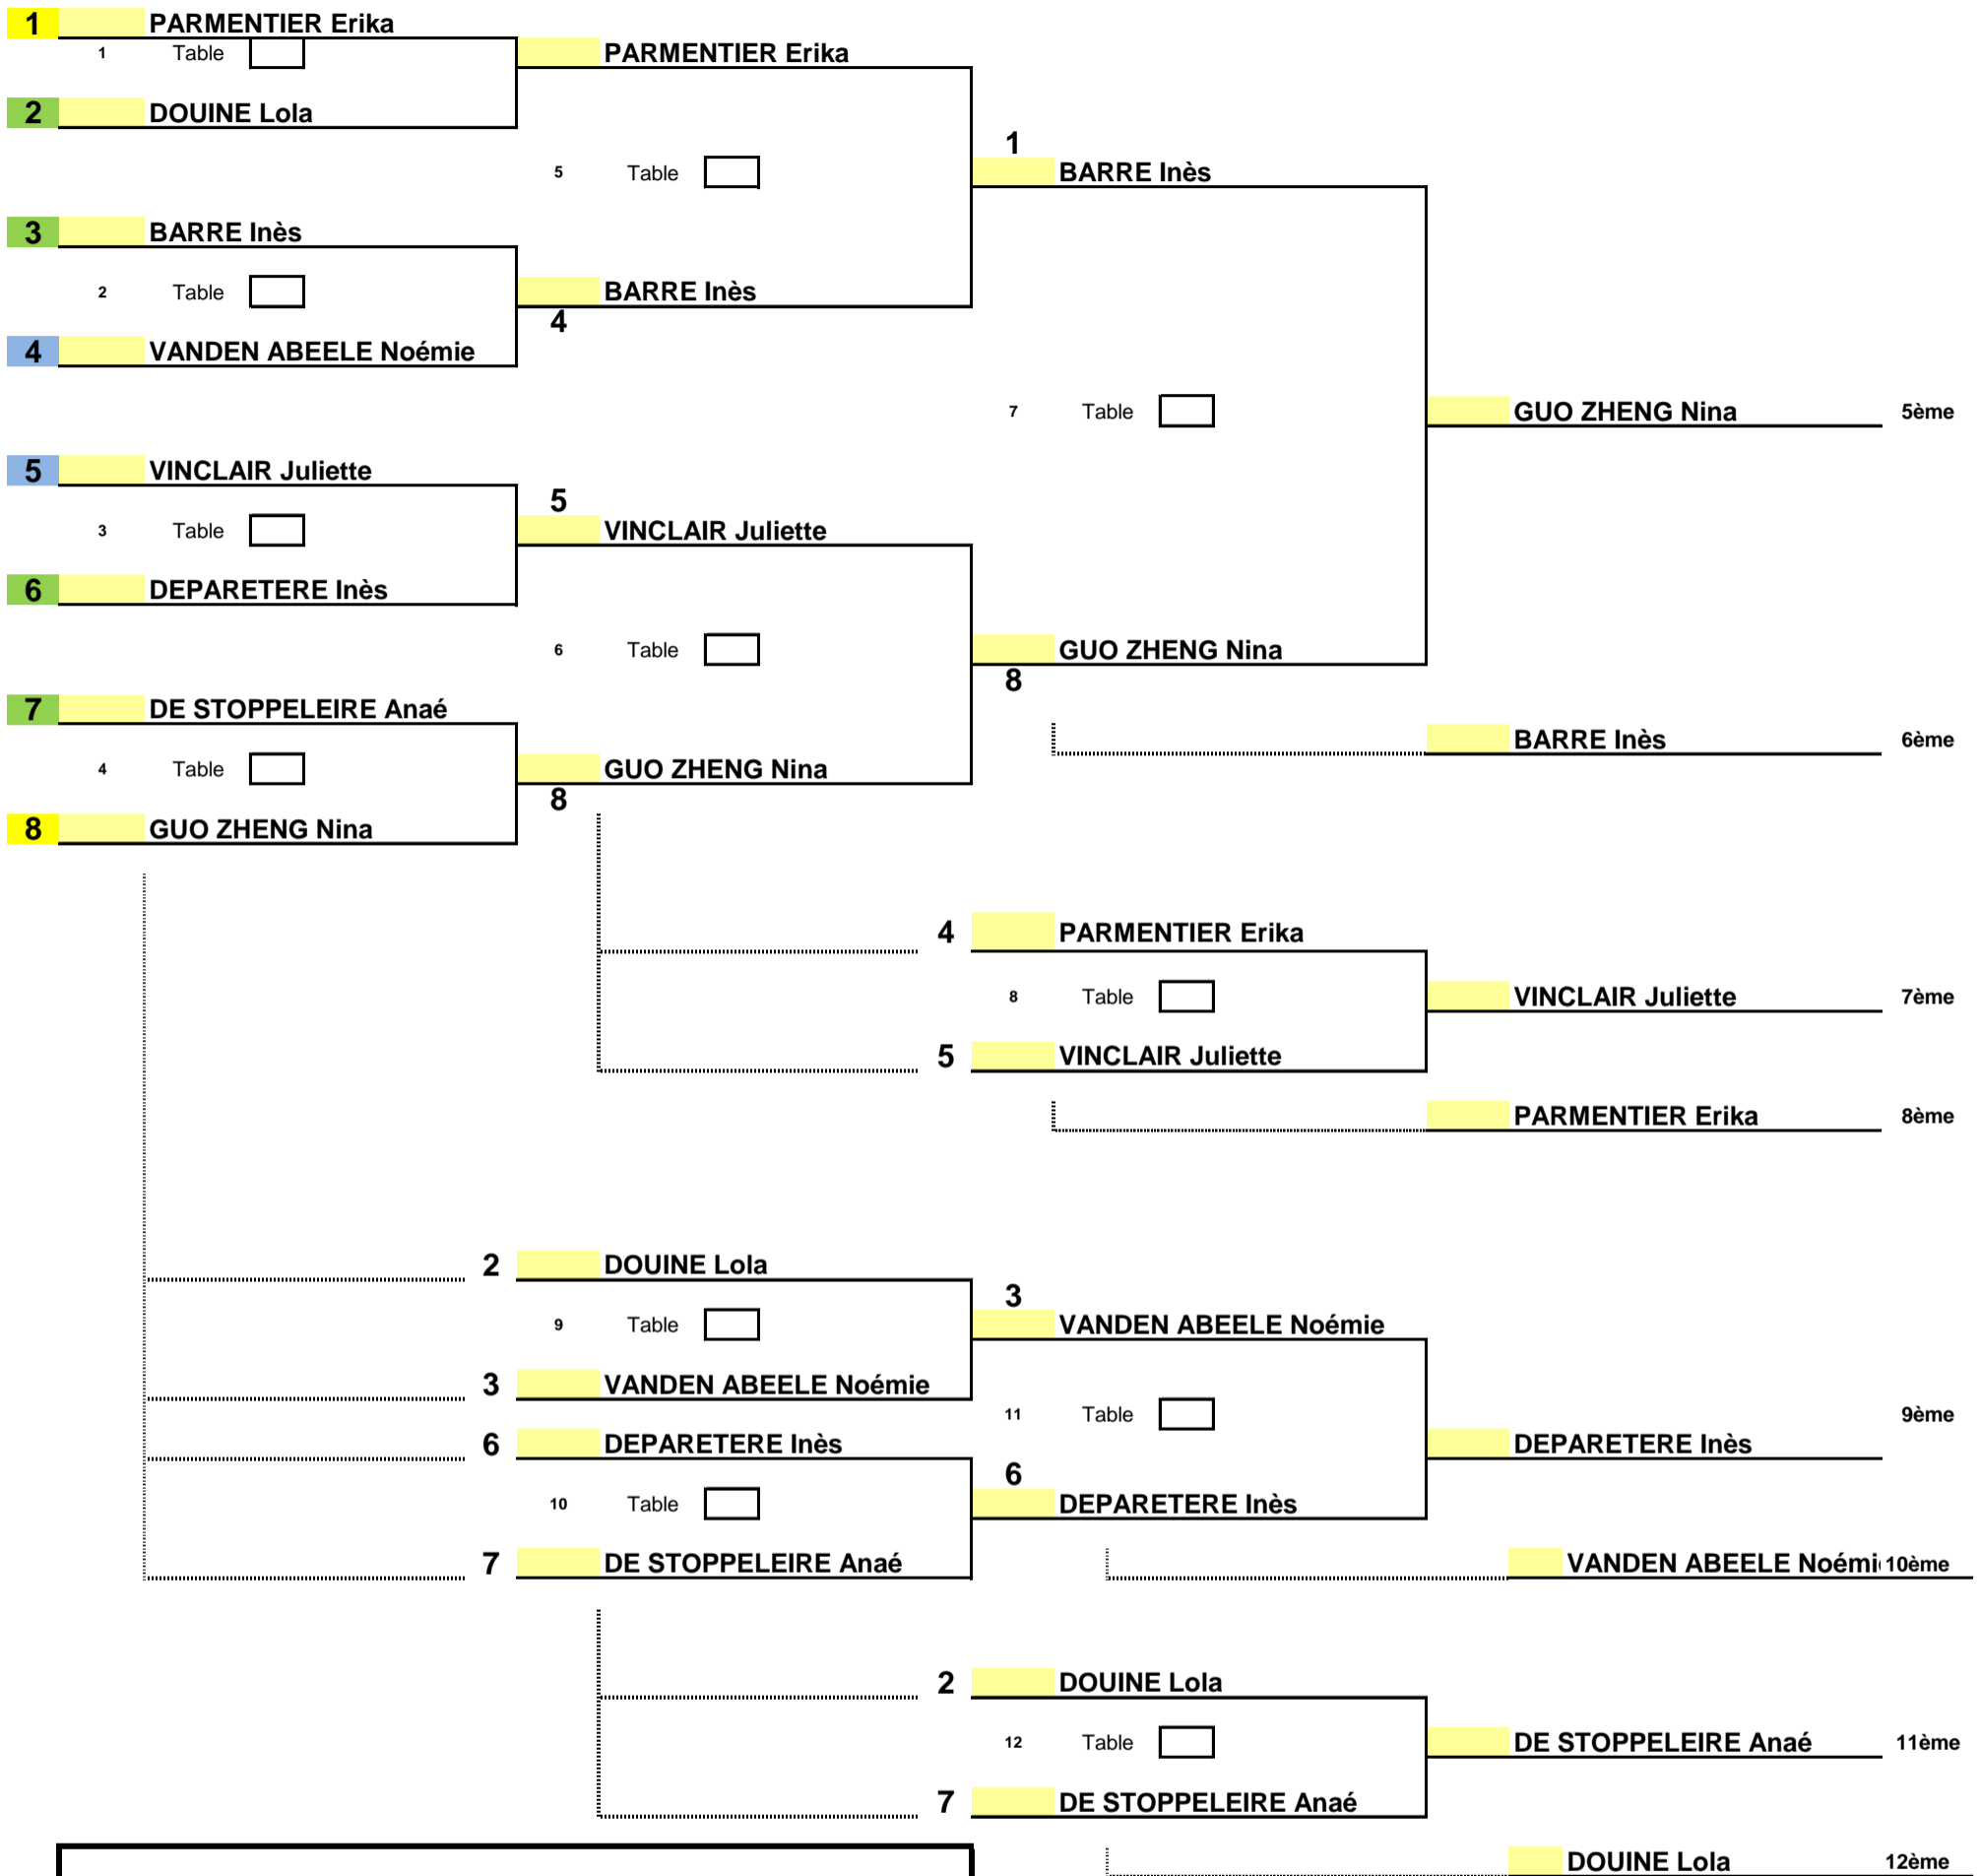 1 PARMENTIER Erika
1 Table PARMENTIER Erika
2 DOUINE Lola
1
5 Table BARRE Inès
3 BARRE Inès
2 Table BARRE Inès
4
4 VANDEN ABEELE Noémie
7 Table GUO ZHENG Nina 5ème
5 VINCLAIR Juliette
5
3 Table VINCLAIR Juliette
6 DEPARETERE Inès
6 Table GUO ZHENG Nina
8
7 DE STOPPELEIRE Anaé
BARRE Inès 6ème
4 Table GUO ZHENG Nina
8
8 GUO ZHENG Nina
4 PARMENTIER Erika
8 Table VINCLAIR Juliette 7ème
5 VINCLAIR Juliette
PARMENTIER Erika 8ème
2 DOUINE Lola
3
9 Table VANDEN ABEELE Noémie
3 VANDEN ABEELE Noémie
11 Table 9ème
6 DEPARETERE Inès DEPARETERE Inès
6
10 Table DEPARETERE Inès
7 DE STOPPELEIRE Anaé VANDEN ABEELE Noémi 10ème
2 DOUINE Lola
12 Table DE STOPPELEIRE Anaé 11ème
7 DE STOPPELEIRE Anaé
DOUINE Lola 12ème